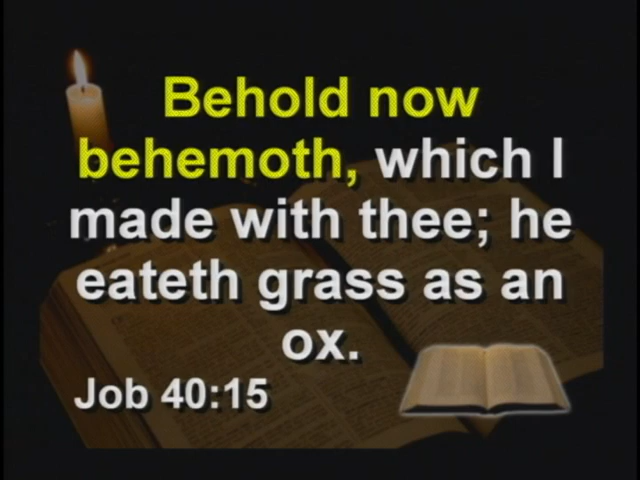 Behold now
behemoth, which I
made with thee; he
eateth grass as an
ox.
Job 40:15